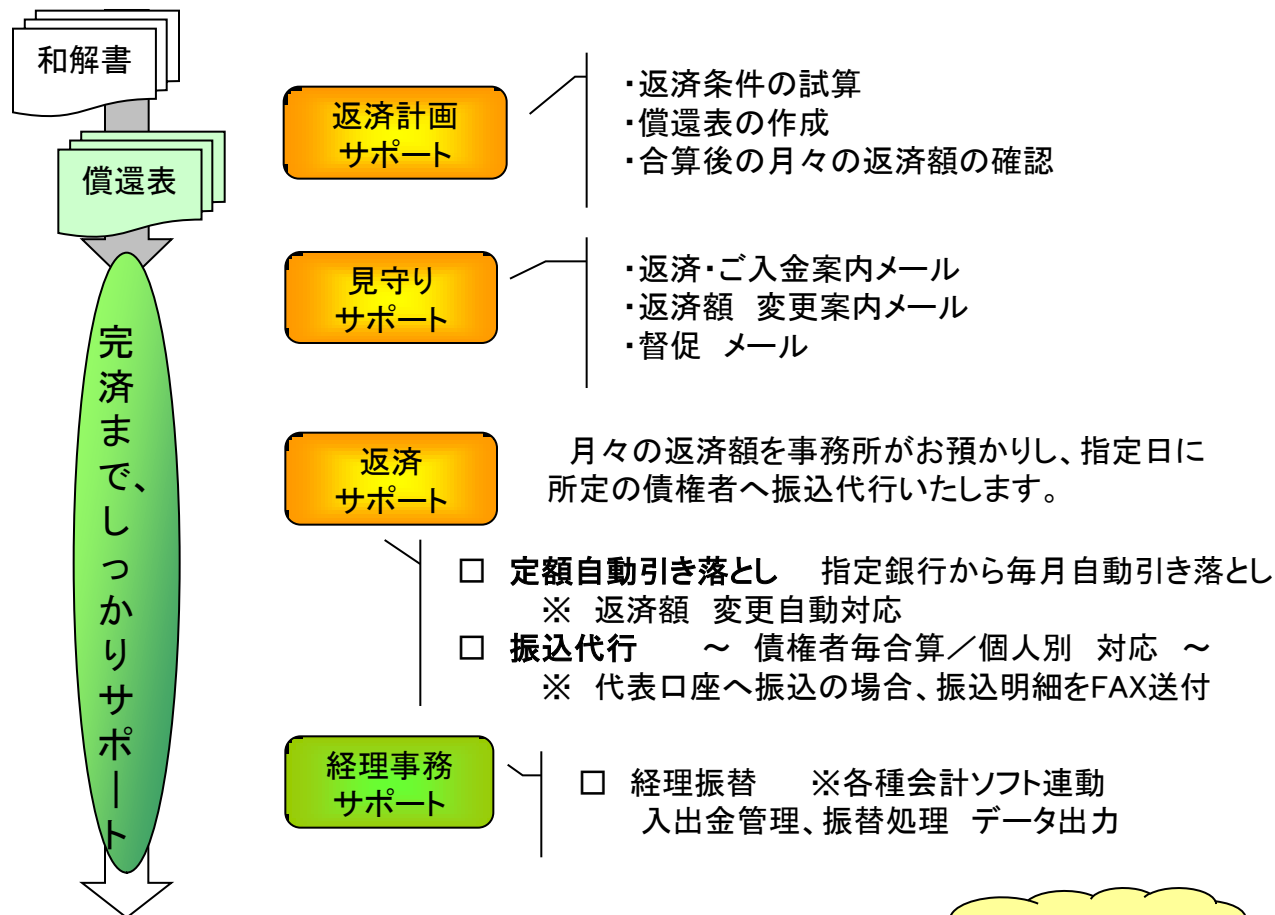 和解書
償還表
完済まで、しっかりサポート
返済計画
サポート
・返済条件の試算
・償還表の作成
・合算後の月々の返済額の確認
見守り
サポート
・返済・ご入金案内メール
・返済額　変更案内メール
・督促　メール
返済
サポート
月々の返済額を事務所がお預かりし、指定日に
所定の債権者へ振込代行いたします。
□　定額自動引き落とし　指定銀行から毎月自動引き落とし
※　返済額　変更自動対応
□　振込代行　～　債権者毎合算／個人別　対応　～
※　代表口座へ振込の場合、振込明細をFAX送付
経理事務
サポート
□　経理振替　※各種会計ソフト連動
入出金管理、振替処理　データ出力